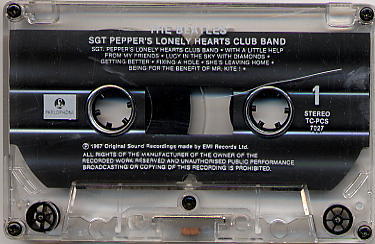 THE BEATLES
SGT PEPPER'S LONELY HEARTS CLUB BAND
SGT. PEPPER'S LONELY HEARTS CLUB BAND • WITH A LITTLE HELP
FROM MY FRIENDS • LUCY IN THE SKY WITH DIAMONDS •
GETTING BETTER • FIXING A HOLE • SHE'S LEAVING HOME •
BEING FOR THE BENEFIT OF MR. KITE !
PARLOPHONE
1
STEREO
TC-PCS
7027
℗ 1967 Original Sound Recordings made by EMI Records Ltd.
ALL RIGHTS OF THE MANUFACTURER OF THE OWNER OF THE
RECORDED WORK RESERVED AND UNAUTHORISED PUBLIC PERFORMANCE
BROADCASTING OR COPYING OF THIS RECORDING IS PROHIBITED.